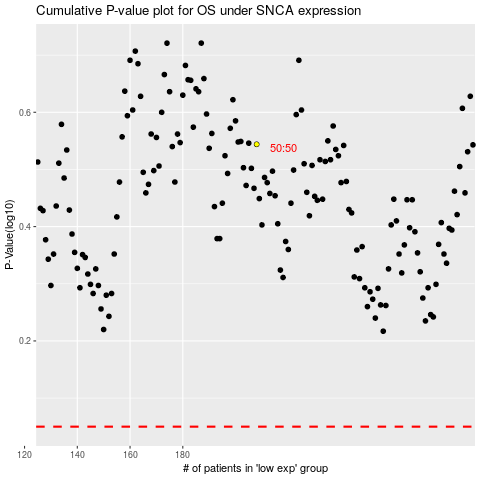 Cumulative P-value plot for OS under SNCA expression
P-Value(log10)
0.6
0.4
0.2
50:50
120 140 160 180
# of patients in 'low exp' group